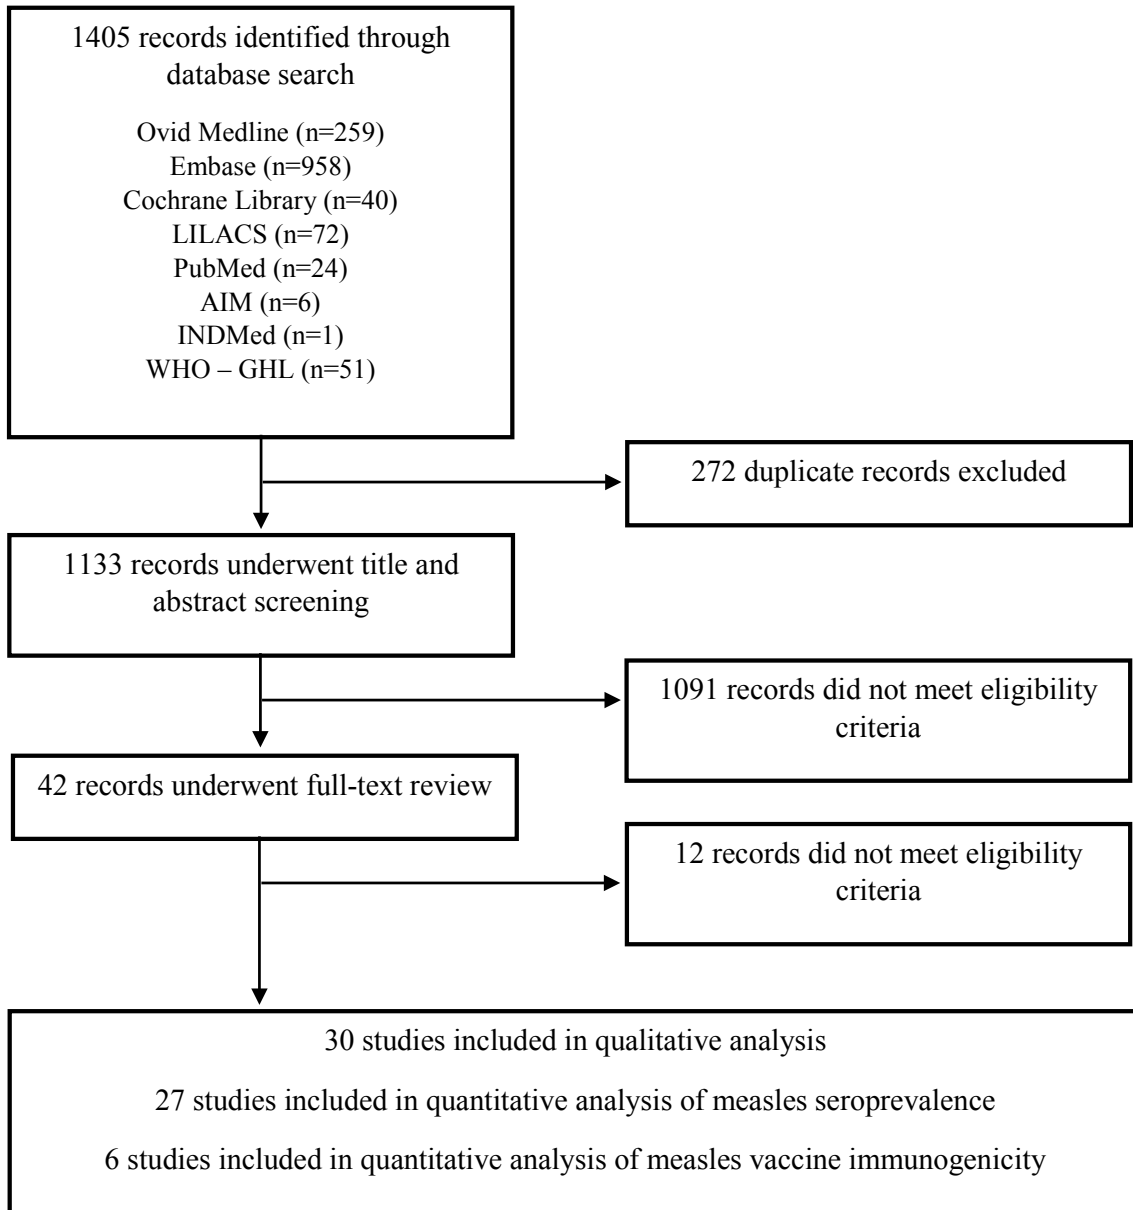 1405 records identified through
database search
Ovid Medline (n=259)
Embase (n=958)
Cochrane Library (n=40)
LILACS (n=72)
PubMed (n=24)
AIM (n=6)
INDMed (n=1)
WHO – GHL (n=51)
272 duplicate records excluded
1133 records underwent title and
abstract screening
1091 records did not meet eligibility
criteria
42 records underwent full-text review
12 records did not meet eligibility
criteria
30 studies included in qualitative analysis
27 studies included in quantitative analysis of measles seroprevalence
6 studies included in quantitative analysis of measles vaccine immunogenicity